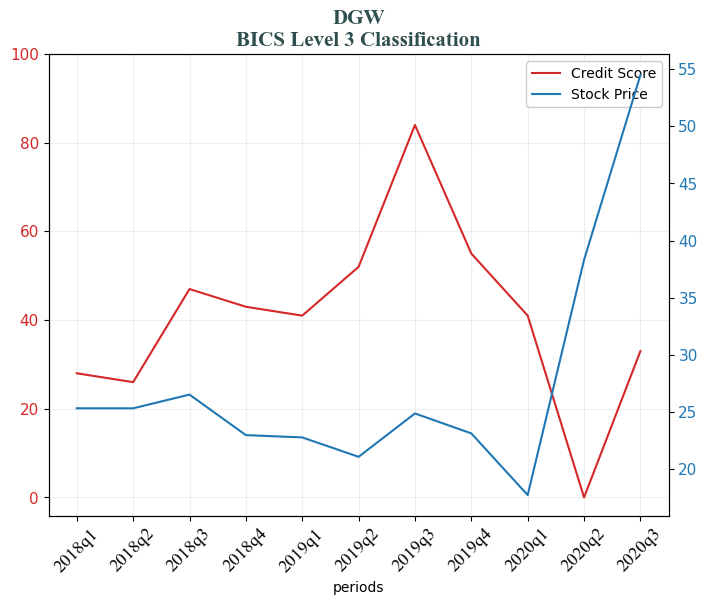 DGW
BICS Level 3 Classification
Credit Score
Stock Price
100
80
60
40
20
0
55
50
45
40
35
30
25
20
2018q1
2018q2
2018q3
2018q4
2019q1
2019q2
2019q3
2019q4
2020q1
2020q2
2020q3
periods